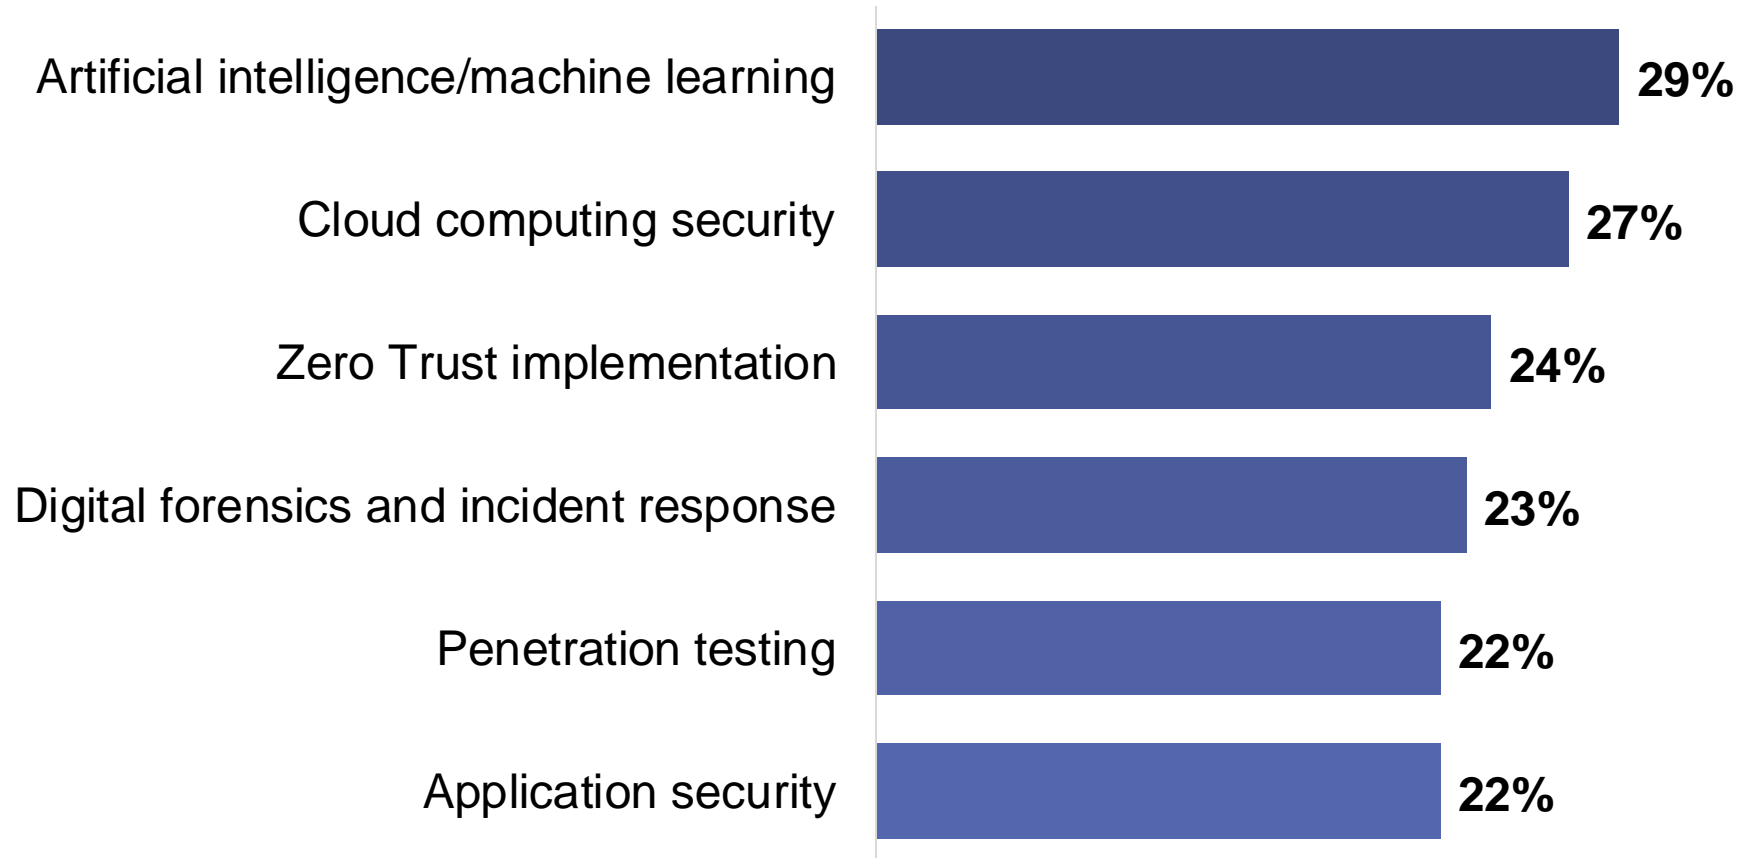 Artificial intelligence/machine learning 29%
Cloud computing security 27%
Zero Trust implementation 24%
Digital forensics and incident response 23%
Penetration testing 22%
Application security 22%